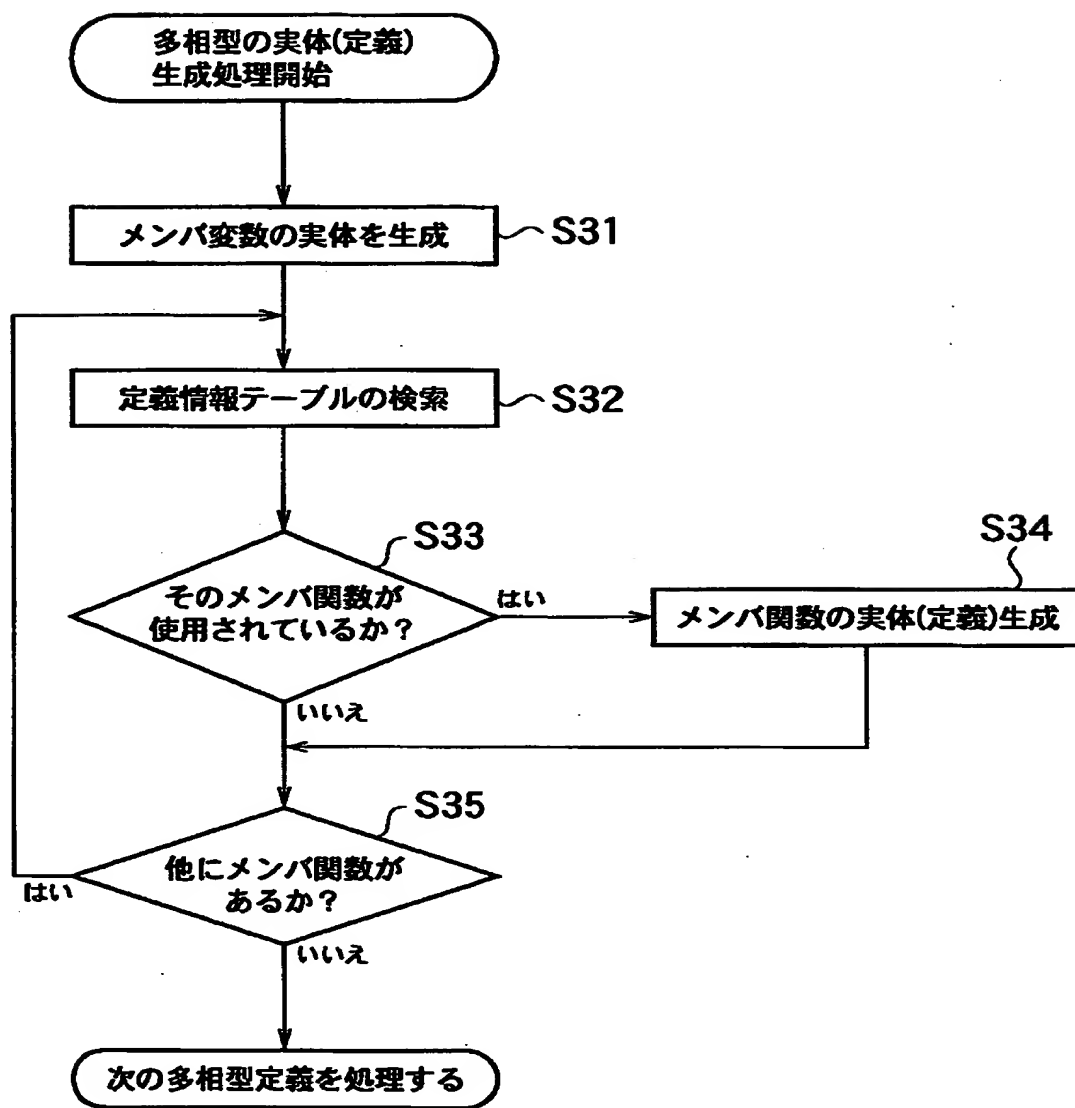 多相型の実体(定義)
生成処理開始
メンバ変数の実体を生成
S31
定義情報テーブルの検索
S32
S33
そのメンバ関数が
使用されているか？
はい
S34
メンバ関数の実体(定義)生成
いいえ
S35
他にメンバ関数が
あるか？
はい
いいえ
次の多相型定義を処理する